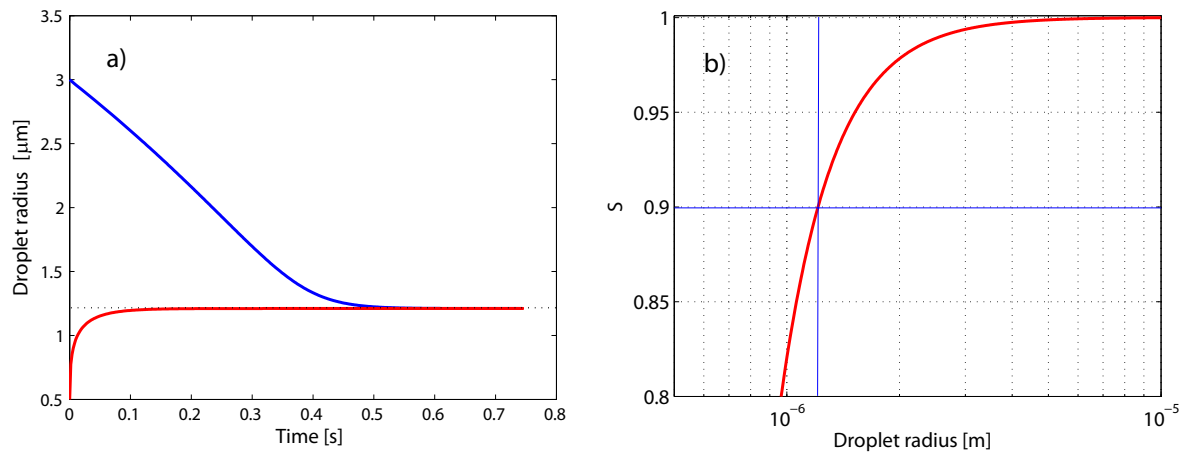 a)
3.5
3
2.5
2
1.5
1
0.5
Droplet radius [μm]
0 0.1 0.2 0.3 0.4 0.5 0.6 0.7 0.8
Time [s]
b)
1
0.95
0.9
0.85
0.8
S
10⁻⁶ 10⁻⁵
Droplet radius [m]